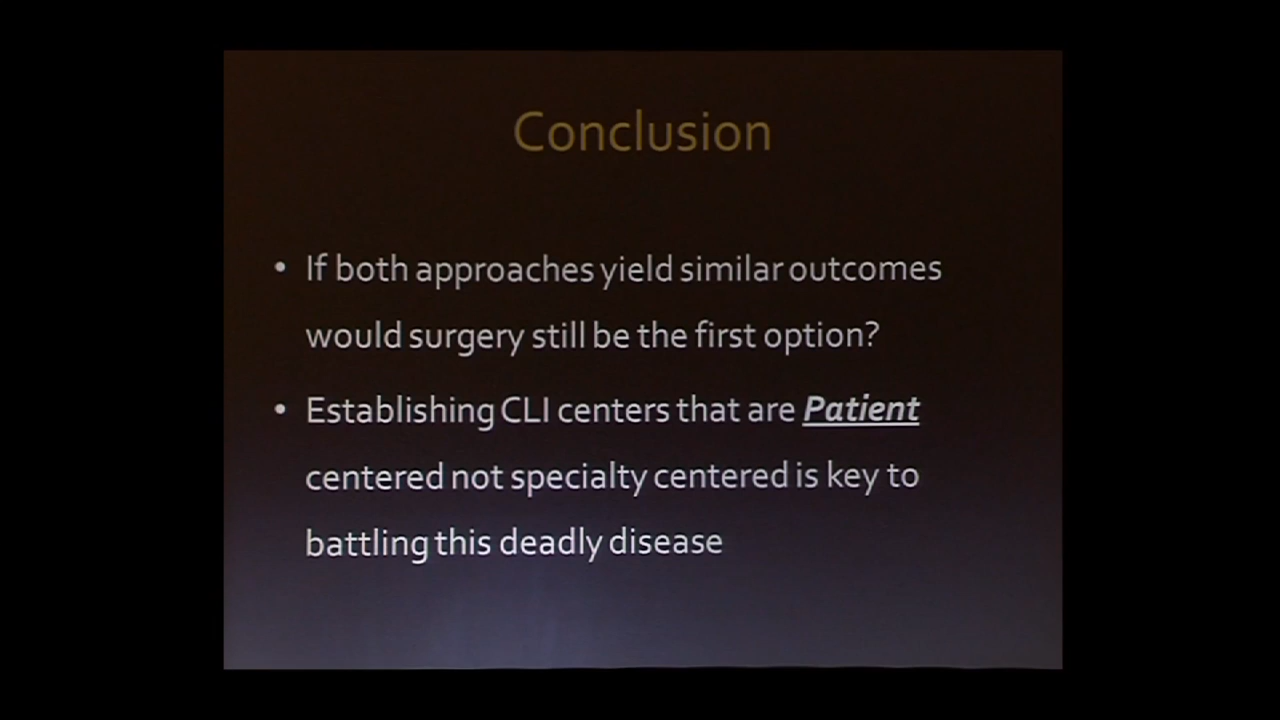 Conclusion
• If both approaches yield similar outcomes
would surgery still be the first option?
• Establishing CLI centers that are Patient
centered not specialty centered is key to
battling this deadly disease